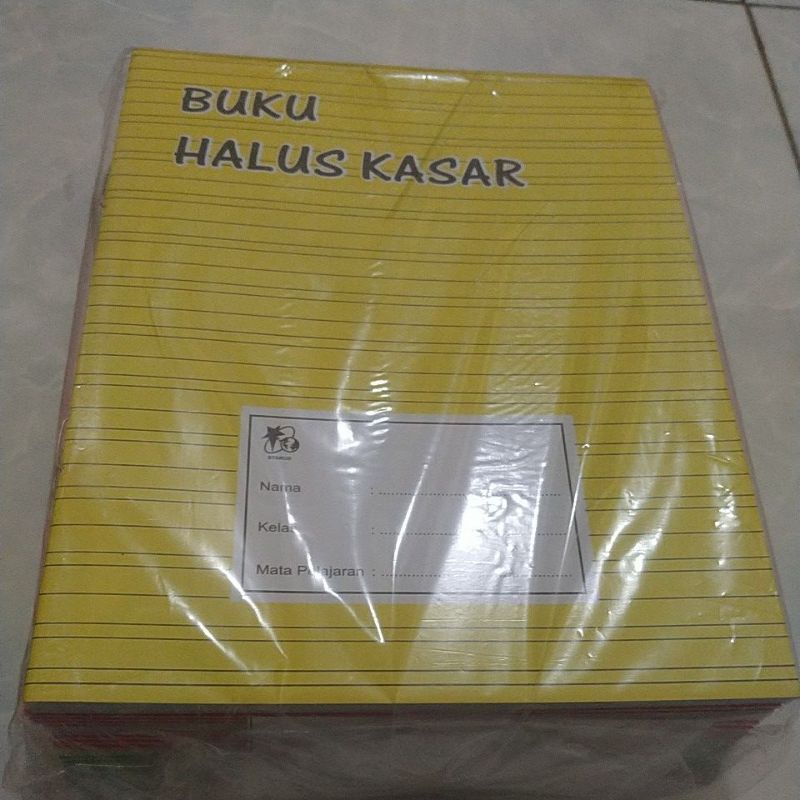 BUKU
HALUS KASAR
Nama : ..............................
Kelas : ..............................
Mata Pelajaran : ..............................